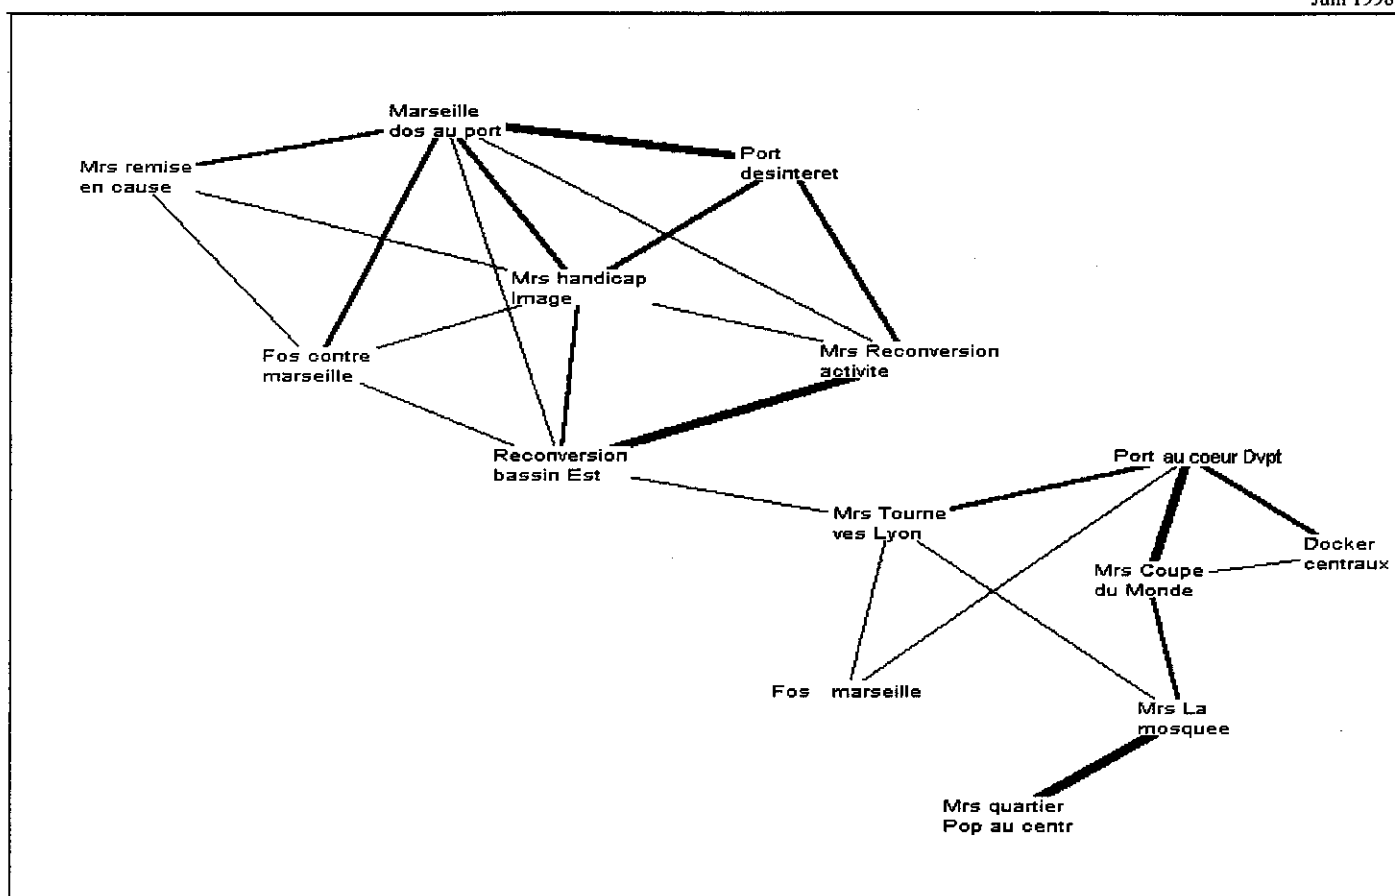 Juin 1998
Marseille
dos au port
Port
desinteret
Mrs remise
en cause
Mrs handicap
Image
Fos contre
marseille
Mrs Reconversion
activite
Reconversion
bassin Est
Port au coeur Dvpt
Mrs Tourne
ves Lyon
Docker
centraux
Mrs Coupe
du Monde
Fos marseille
Mrs La
mosquee
Mrs quartier
Pop au centr